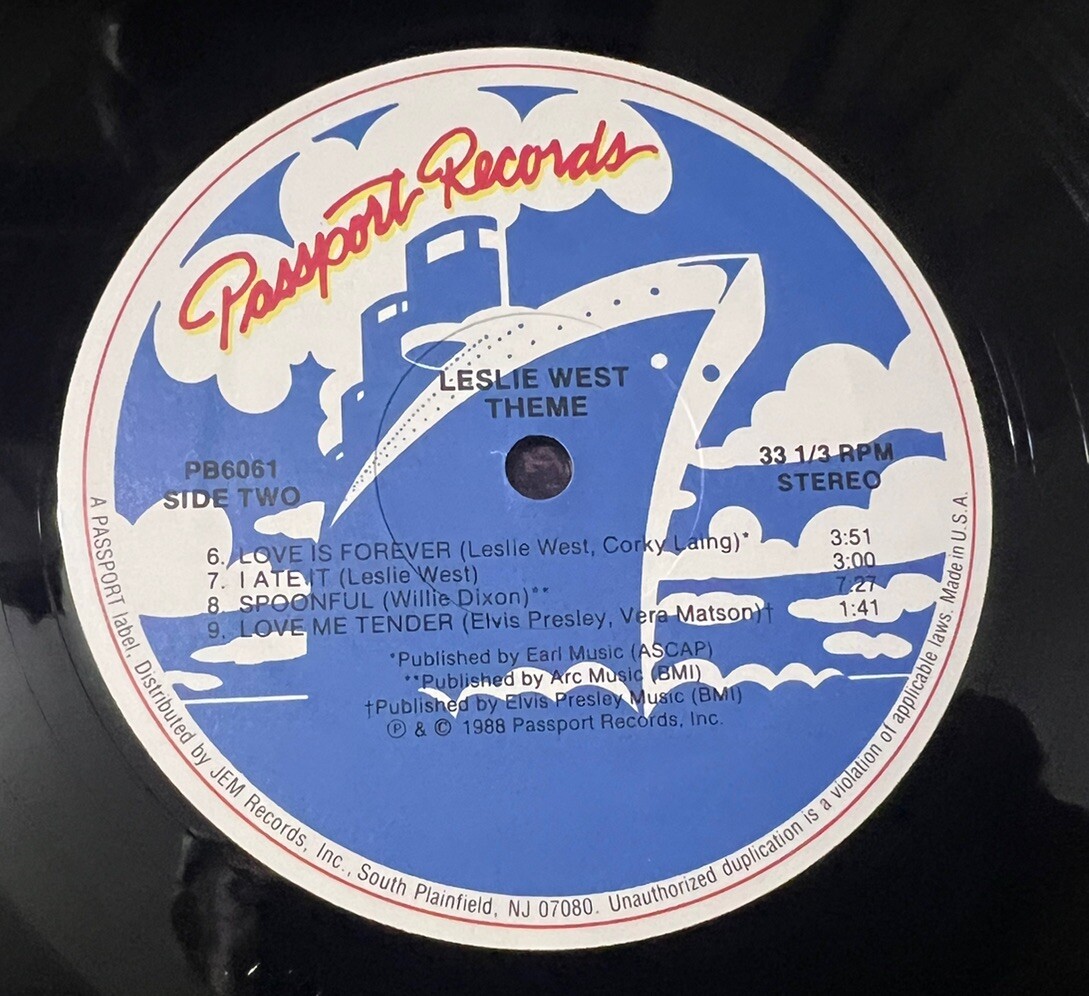 Passport Records
LESLIE WEST
THEME
PB6061
SIDE TWO
33 1/3 RPM
STEREO
6. LOVE IS FOREVER (Leslie West, Corky Laing)* 3:51
7. I ATE IT (Leslie West) 3:00
8. SPOONFUL (Willie Dixon)** 7:27
9. LOVE ME TENDER (Elvis Presley, Vera Matson)† 1:41
*Published by Earl Music (ASCAP)
**Published by Arc Music (BMI)
†Published by Elvis Presley Music (BMI)
℗ & © 1988 Passport Records, Inc.
A PASSPORT label, Distributed by JEM Records, Inc., South Plainfield, NJ 07080. Unauthorized duplication is a violation of applicable laws. Made in U.S.A.